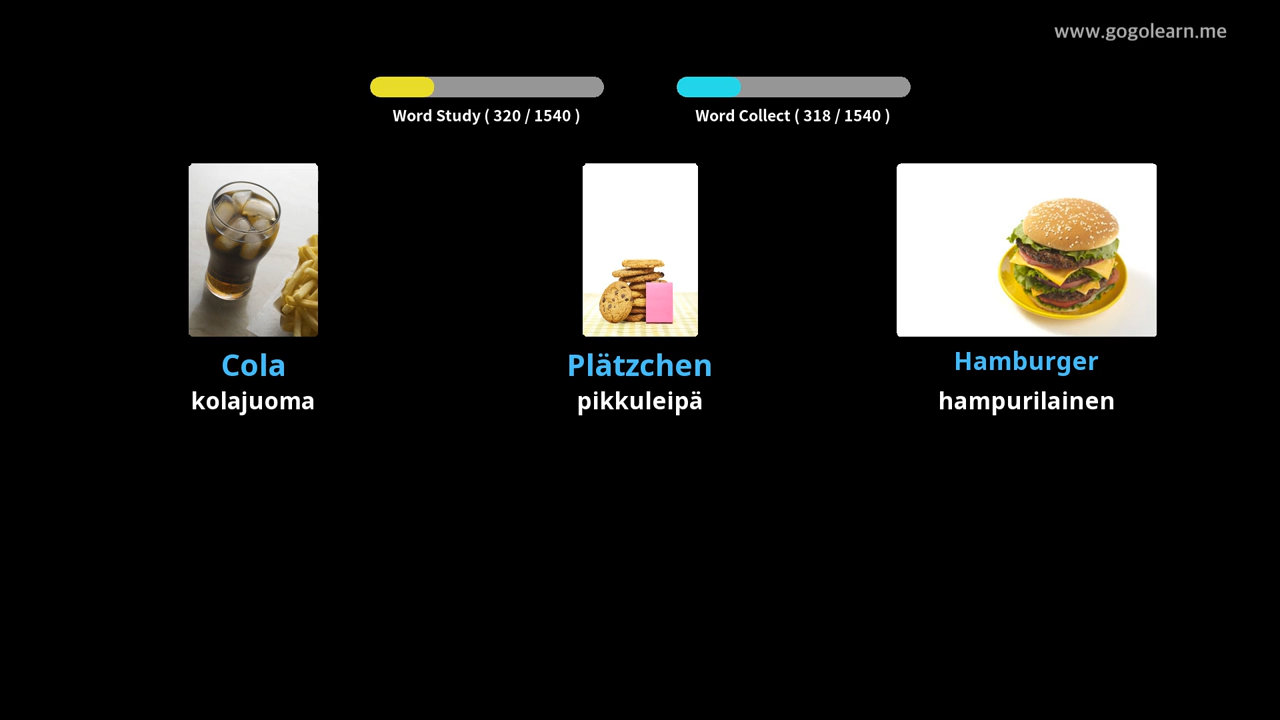 www.gogolearn.me
Word Study ( 320 / 1540 )
Word Collect ( 318 / 1540 )
Cola
Plätzchen
Hamburger
kolajuoma
pikkuleipä
hampurilainen